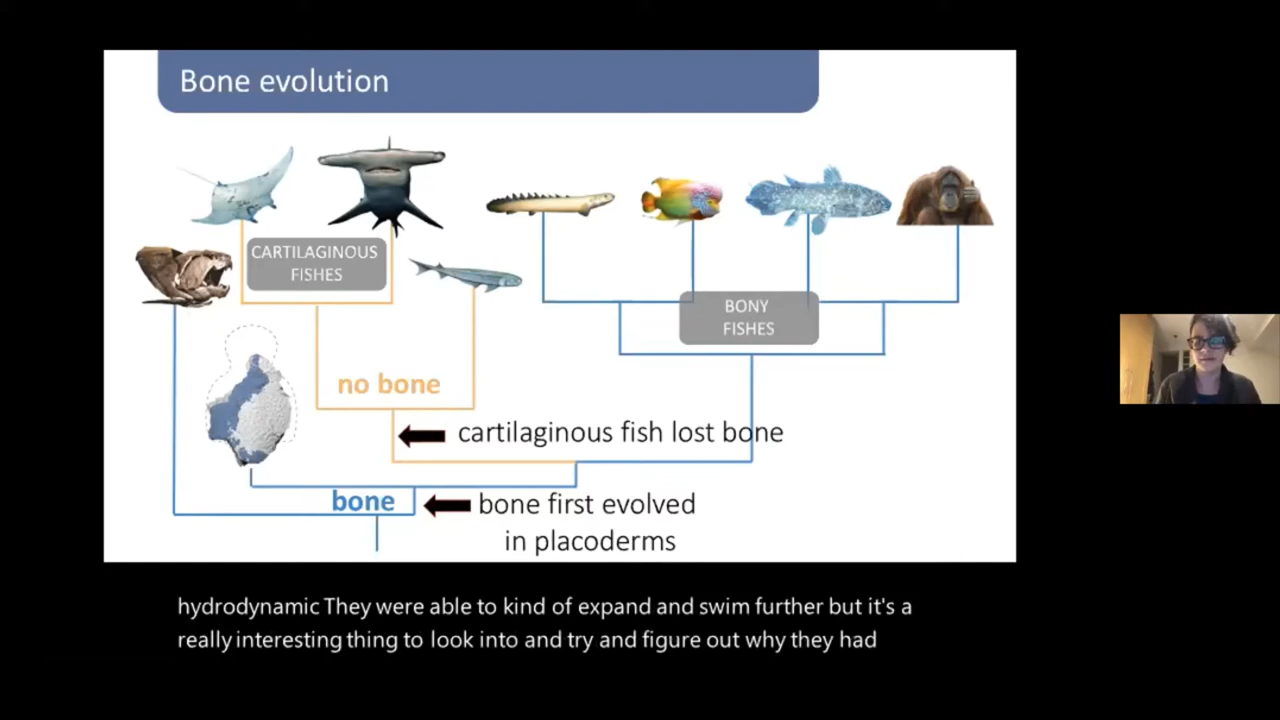 Bone evolution
CARTILAGINOUS
FISHES
BONY
FISHES
no bone
cartilaginous fish lost bone
bone
bone first evolved
in placoderms
hydrodynamic They were able to kind of expand and swim further but it's a
really interesting thing to look into and try and figure out why they had